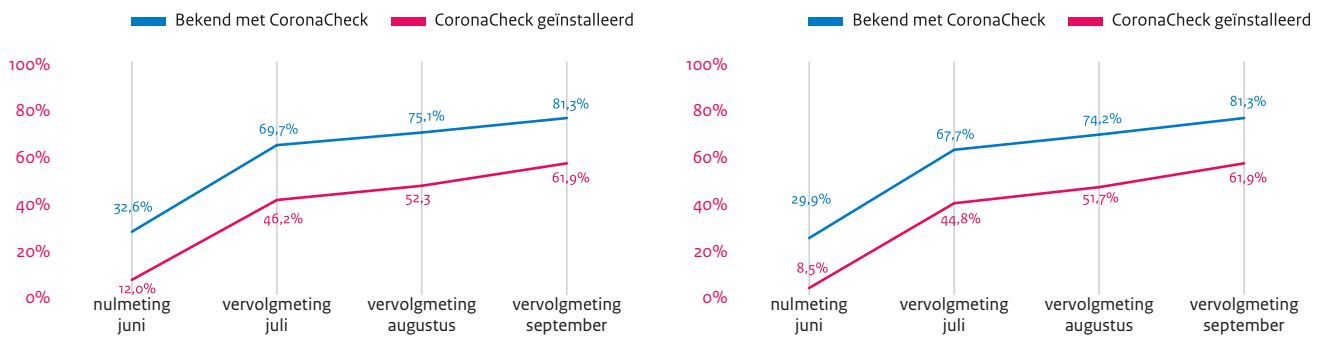 Bekend met CoronaCheck CoronaCheck geïnstalleerd
100%
80%
60%
40%
20%
0%
32,6%
69,7%
75,1%
81,3%
12,0%
46,2%
52,3
61,9%
nulmeting
juni
vervolgmeting
juli
vervolgmeting
augustus
vervolgmeting
september
Bekend met CoronaCheck CoronaCheck geïnstalleerd
100%
80%
60%
40%
20%
0%
29,9%
67,7%
74,2%
81,3%
8,5%
44,8%
51,7%
61,9%
nulmeting
juni
vervolgmeting
juli
vervolgmeting
augustus
vervolgmeting
september